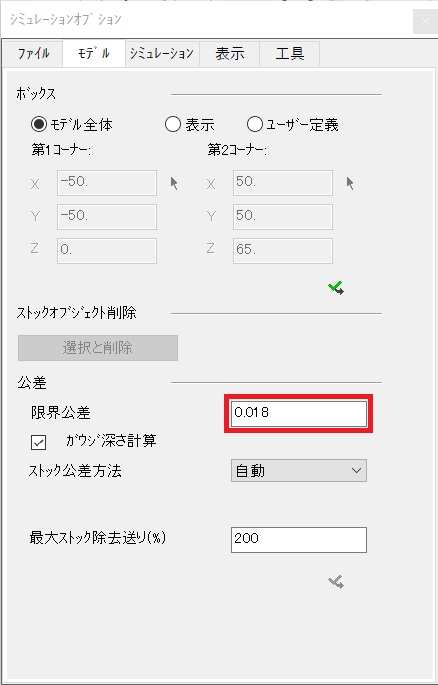 シミュレーションオプション
ファイル モデル シミュレーション 表示 工具
ボックス
モデル全体 表示 ユーザー定義
第1コーナー: 第2コーナー:
X -50. X 50.
Y -50. Y 50.
Z 0. Z 65.
ストックオブジェクト削除
選択と削除
公差
限界公差 0.018
ガウジ深さ計算
ストック公差方法 自動
最大ストック除去送り(%) 200